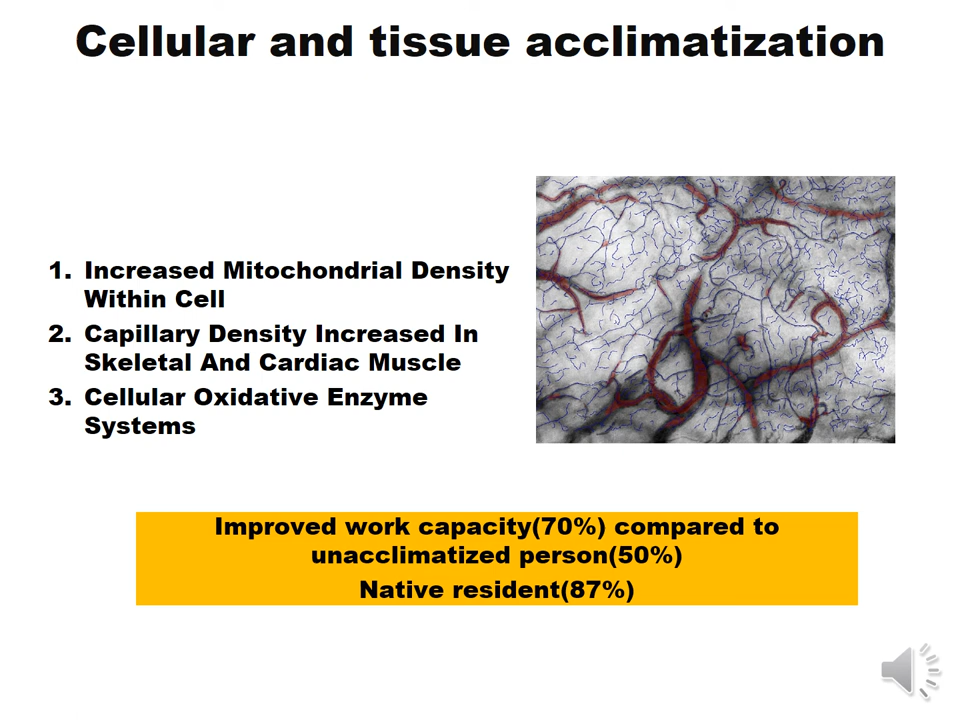 Cellular and tissue acclimatization
1. Increased Mitochondrial Density
Within Cell
2. Capillary Density Increased In
Skeletal And Cardiac Muscle
3. Cellular Oxidative Enzyme
Systems
Improved work capacity(70%) compared to
unacclimatized person(50%)
Native resident(87%)